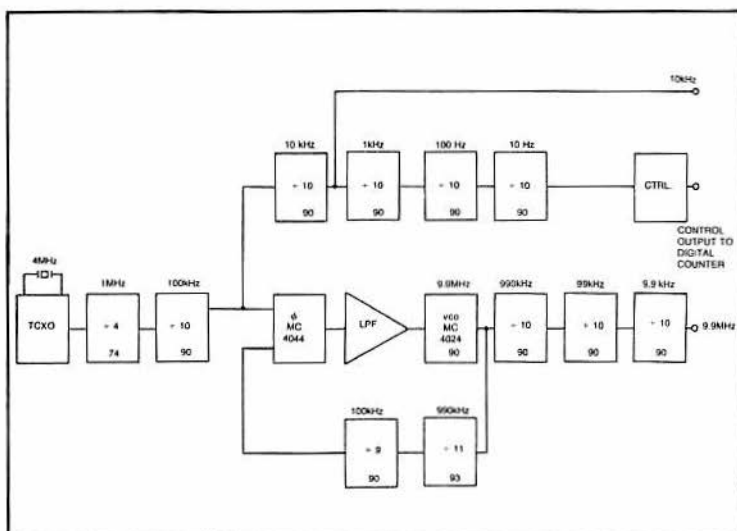 10kHz
10 kHz
1kHz
100 Hz
10 Hz
÷ 10
90
÷ 10
90
÷ 10
90
÷ 10
90
CTRL.
CONTROL
OUTPUT TO
DIGITAL
COUNTER
4MHz
1MHz
100kHz
TCXO
÷ 4
74
÷ 10
90
ϕ
MC
4044
LPF
9.9MHz
VCO
MC
4024
90
990kHz
÷ 10
90
99kHz
÷ 10
90
9.9 kHz
÷ 10
90
9.9MHz
100kHz
÷ 9
90
990kHz
÷ 11
93